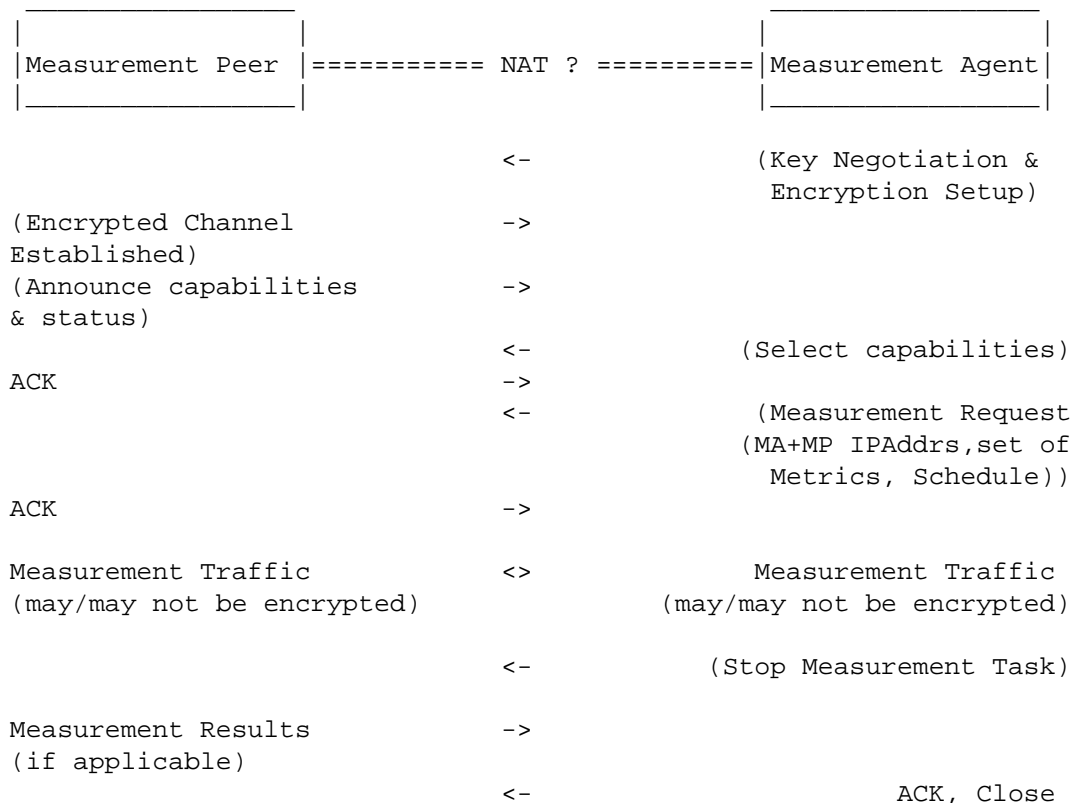 |Measurement Peer |=========== NAT ? ==========|Measurement Agent|
<- (Key Negotiation &
Encryption Setup)
(Encrypted Channel ->
Established)
(Announce capabilities ->
& status)
<- (Select capabilities)
ACK ->
<- (Measurement Request
(MA+MP IPAddrs,set of
Metrics, Schedule))
ACK ->
Measurement Traffic <> Measurement Traffic
(may/may not be encrypted) (may/may not be encrypted)
<- (Stop Measurement Task)
Measurement Results ->
(if applicable)
<- ACK, Close